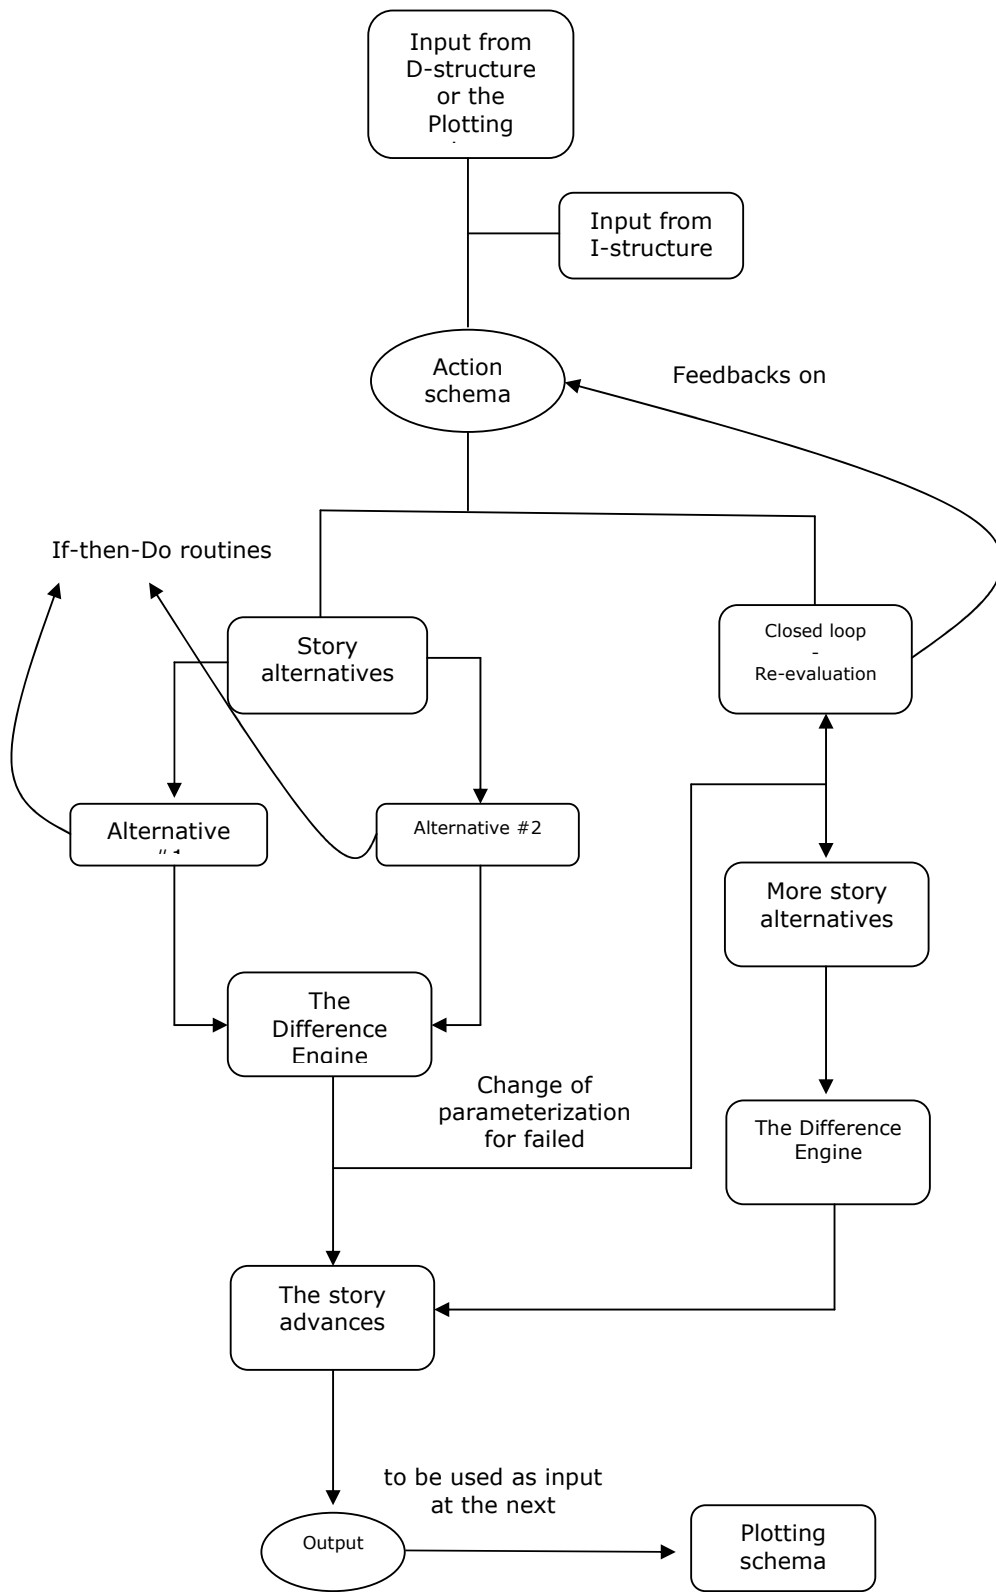 Input from
D-structure
or the
Plotting
Input from
I-structure
Action
schema
Feedbacks on
If-then-Do routines
Story
alternatives
Closed loop
-
Re-evaluation
Alternative
Alternative #2
More story
alternatives
The
Difference
Engine
Change of
parameterization
for failed
The Difference
Engine
The story
advances
to be used as input
at the next
Output
Plotting
schema